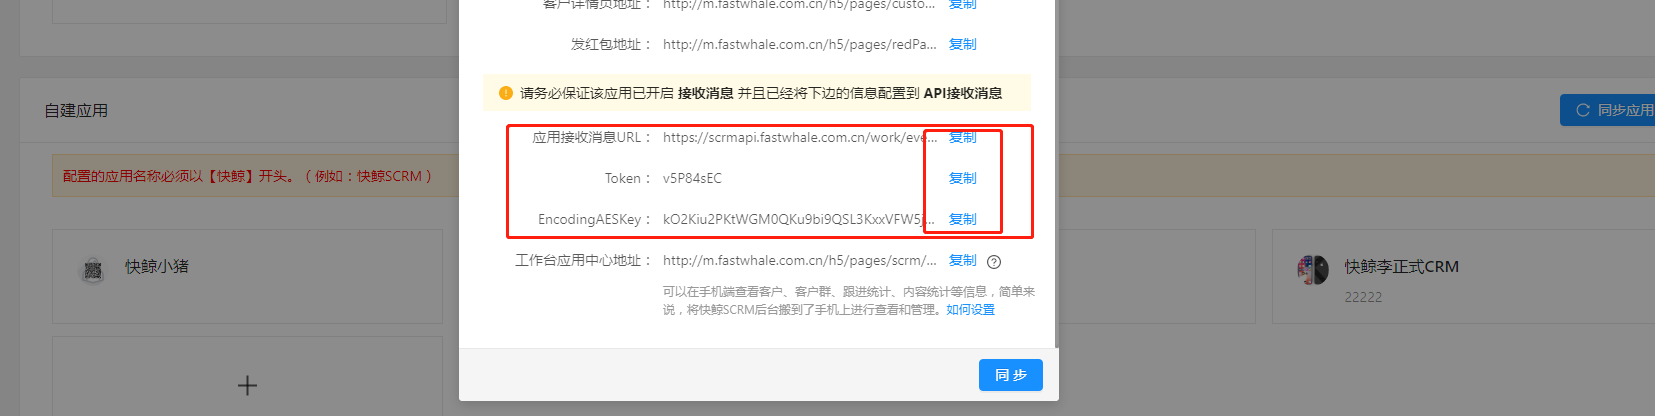 客户详情页地址： http://m.fastwhale.com.cn/h5/pages/custo... 复制
发红包地址： http://m.fastwhale.com.cn/h5/pages/redPa... 复制
请务必保证该应用已开启 接收消息 并且已经将下边的信息配置到 API接收消息
自建应用
同步应用
应用接收消息URL： https://scrmapi.fastwhale.com.cn/work/eve... 复制
配置的应用名称必须以【快鲸】开头。（例如：快鲸SCRM）
Token： v5P84sEC 复制
EncodingAESKey： kO2Kiu2PKtWGM0QKu9bi9QSL3KxxVFW5j... 复制
工作台应用中心地址： http://m.fastwhale.com.cn/h5/pages/scrm/... 复制
快鲸小猪
快鲸李正式CRM
22222
可以在手机端查看客户、客户群、跟进统计、内容统计等信息，简单来
说，将快鲸SCRM后台搬到了手机上进行查看和管理。如何设置
同 步